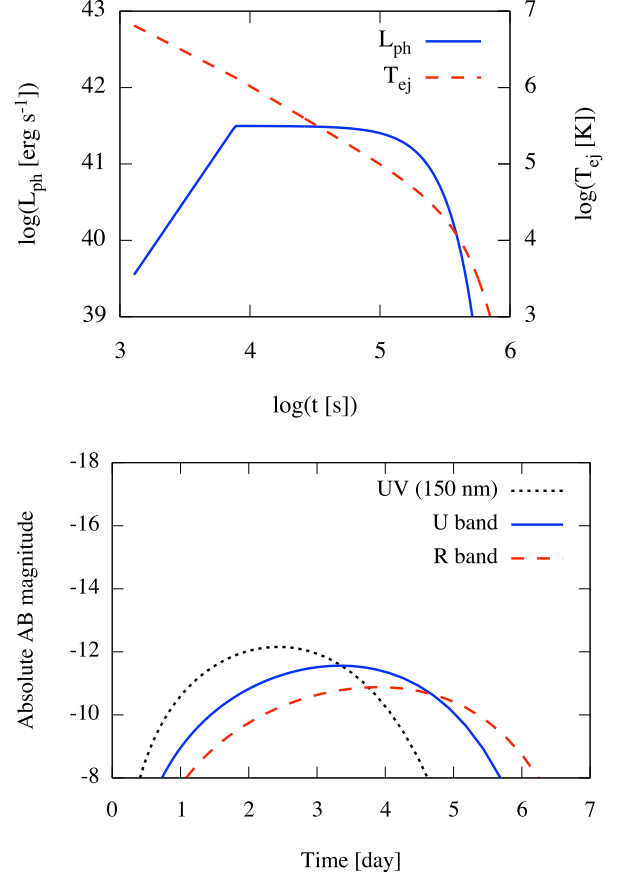 43
42
41
40
39
7
6
5
4
3
L_ph
T_ej
log(L_ph [erg s^-1])
log(T_ej [K])
3
4
5
6
log(t [s])
-18
-16
-14
-12
-10
-8
UV (150 nm)
U band
R band
Absolute AB magnitude
0 1 2 3 4 5 6 7
Time [day]